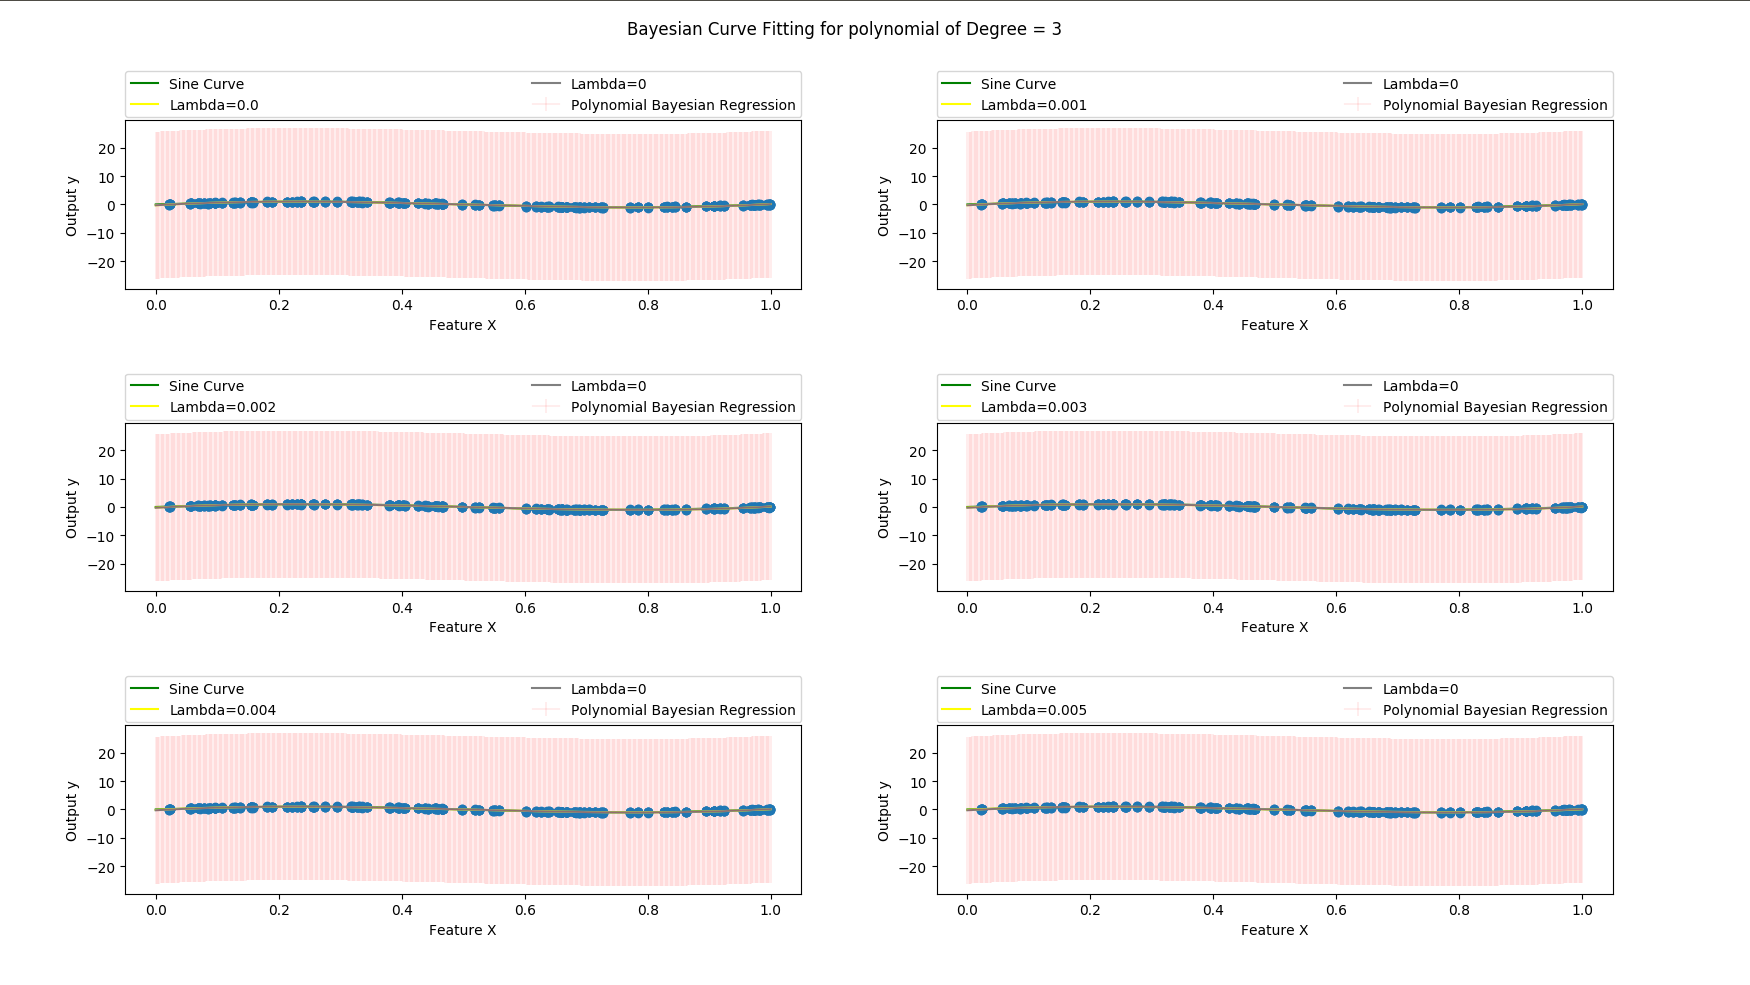 Bayesian Curve Fitting for polynomial of Degree = 3
Sine Curve
Lambda=0.0
Lambda=0
Polynomial Bayesian Regression
20
10
0
−10
−20
Output y
0.0 0.2 0.4 0.6 0.8 1.0
Feature X
Sine Curve
Lambda=0.001
Lambda=0
Polynomial Bayesian Regression
20
10
0
−10
−20
Output y
0.0 0.2 0.4 0.6 0.8 1.0
Feature X
Sine Curve
Lambda=0.002
Lambda=0
Polynomial Bayesian Regression
20
10
0
−10
−20
Output y
0.0 0.2 0.4 0.6 0.8 1.0
Feature X
Sine Curve
Lambda=0.003
Lambda=0
Polynomial Bayesian Regression
20
10
0
−10
−20
Output y
0.0 0.2 0.4 0.6 0.8 1.0
Feature X
Sine Curve
Lambda=0.004
Lambda=0
Polynomial Bayesian Regression
20
10
0
−10
−20
Output y
0.0 0.2 0.4 0.6 0.8 1.0
Feature X
Sine Curve
Lambda=0.005
Lambda=0
Polynomial Bayesian Regression
20
10
0
−10
−20
Output y
0.0 0.2 0.4 0.6 0.8 1.0
Feature X